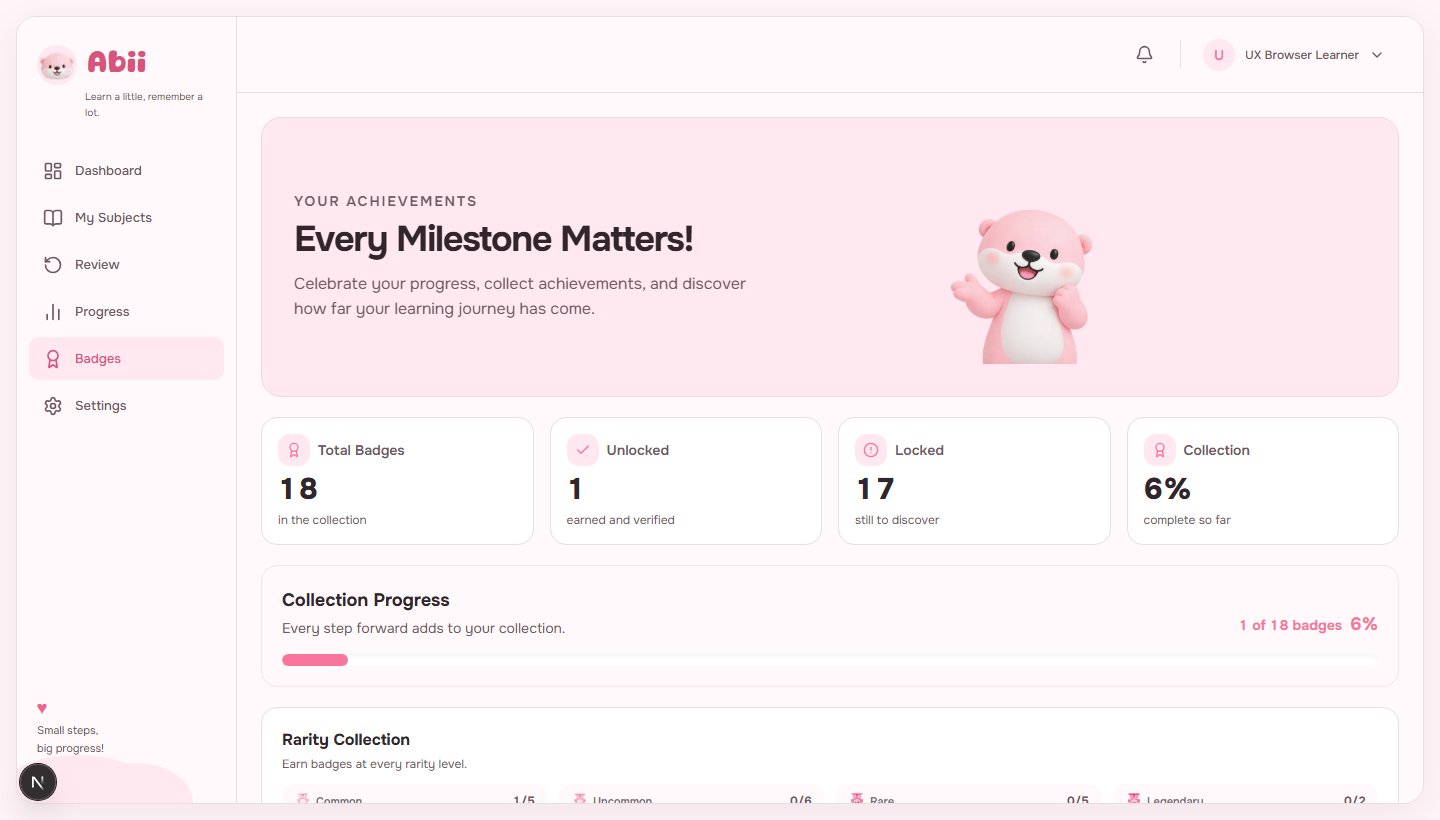 Abii
Learn a little, remember a
lot.
Dashboard
My Subjects
Review
Progress
Badges
Settings
♥
Small steps,
big progress!
N
U
UX Browser Learner
YOUR ACHIEVEMENTS
Every Milestone Matters!
Celebrate your progress, collect achievements, and discover
how far your learning journey has come.
Total Badges
18
in the collection
Unlocked
1
earned and verified
Locked
17
still to discover
Collection
6%
complete so far
Collection Progress
Every step forward adds to your collection.
1 of 18 badges 6%
Rarity Collection
Earn badges at every rarity level.
Common 1/5
Uncommon 0/6
Rare 0/5
Legendary 0/2